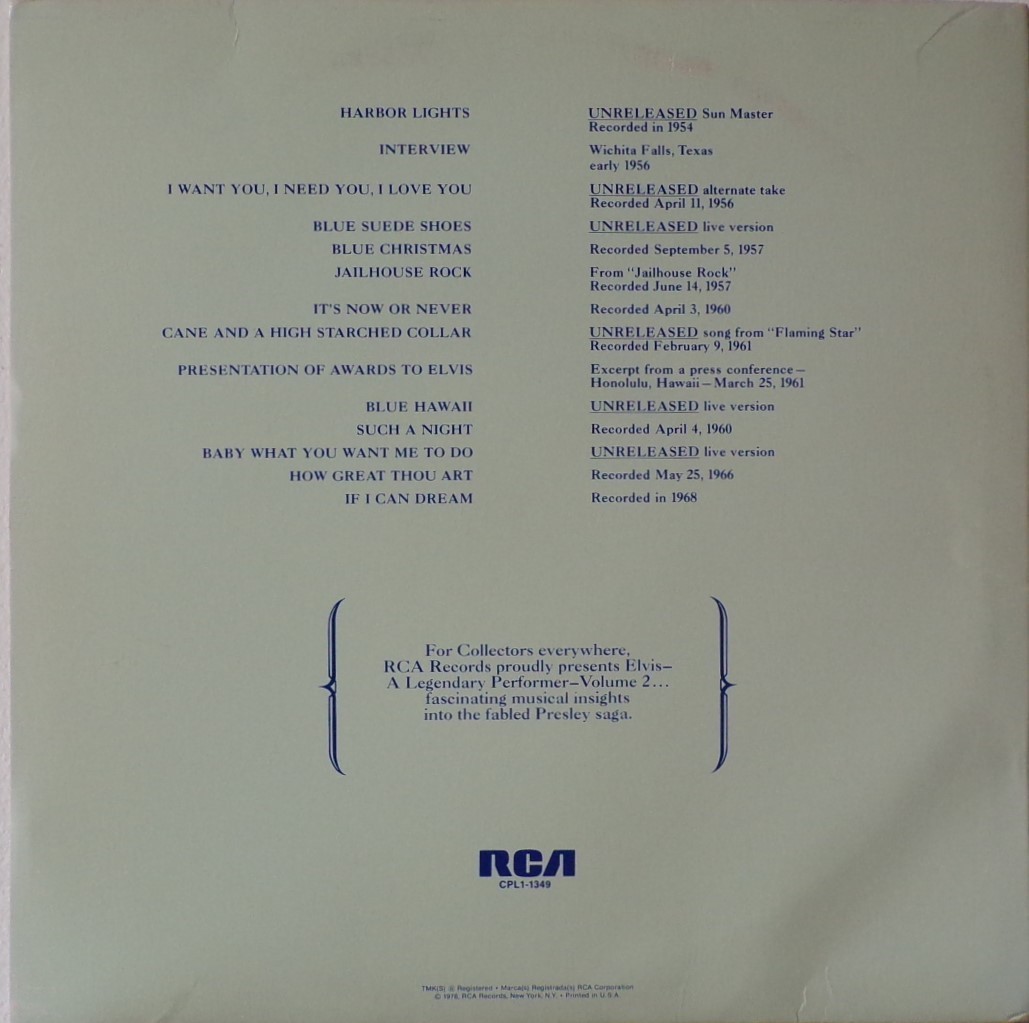 HARBOR LIGHTS UNRELEASED Sun Master
Recorded in 1954
INTERVIEW Wichita Falls, Texas
early 1956
I WANT YOU, I NEED YOU, I LOVE YOU UNRELEASED alternate take
Recorded April 11, 1956
BLUE SUEDE SHOES UNRELEASED live version
BLUE CHRISTMAS Recorded September 5, 1957
JAILHOUSE ROCK From "Jailhouse Rock"
Recorded June 14, 1957
IT'S NOW OR NEVER Recorded April 3, 1960
CANE AND A HIGH STARCHED COLLAR UNRELEASED song from "Flaming Star"
Recorded February 9, 1961
PRESENTATION OF AWARDS TO ELVIS Excerpt from a press conference—
Honolulu, Hawaii—March 25, 1961
BLUE HAWAII UNRELEASED live version
SUCH A NIGHT Recorded April 4, 1960
BABY WHAT YOU WANT ME TO DO UNRELEASED live version
HOW GREAT THOU ART Recorded May 25, 1966
IF I CAN DREAM Recorded in 1968
For Collectors everywhere,
RCA Records proudly presents Elvis—
A Legendary Performer—Volume 2...
fascinating musical insights
into the fabled Presley saga.
RCA
CPL1-1349
TMK(S) ® Registered • Marca(s) Registrada(s) RCA Corporation
© 1976, RCA Records, New York, N.Y. • Printed in U.S.A.